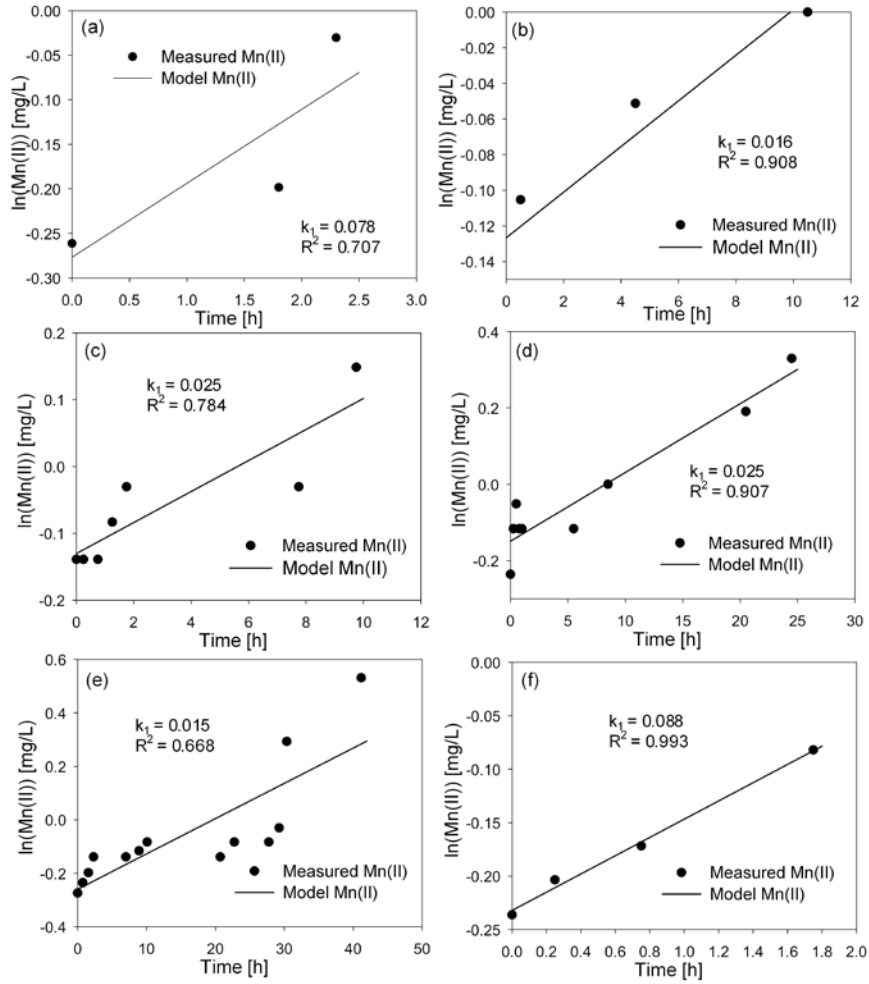 (a)
Measured Mn(II)
Model Mn(II)
k1 = 0.078
R2 = 0.707
ln(Mn(II)) [mg/L]
0.00
-0.05
-0.10
-0.15
-0.20
-0.25
-0.30
0.0 0.5 1.0 1.5 2.0 2.5 3.0
Time [h]
(b)
k1 = 0.016
R2 = 0.908
Measured Mn(II)
Model Mn(II)
ln(Mn(II)) [mg/L]
0.00
-0.02
-0.04
-0.06
-0.08
-0.10
-0.12
-0.14
0 2 4 6 8 10 12
Time [h]
(c)
k1 = 0.025
R2 = 0.784
Measured Mn(II)
Model Mn(II)
ln(Mn(II)) [mg/L]
0.2
0.1
0.0
-0.1
-0.2
0 2 4 6 8 10 12
Time [h]
(d)
k1 = 0.025
R2 = 0.907
Measured Mn(II)
Model Mn(II)
ln(Mn(II)) [mg/L]
0.4
0.2
0.0
-0.2
0 5 10 15 20 25 30
Time [h]
(e)
k1 = 0.015
R2 = 0.668
Measured Mn(II)
Model Mn(II)
ln(Mn(II)) [mg/L]
0.6
0.4
0.2
0.0
-0.2
-0.4
0 10 20 30 40 50
Time [h]
(f)
k1 = 0.088
R2 = 0.993
Measured Mn(II)
Model Mn(II)
ln(Mn(II)) [mg/L]
0.00
-0.05
-0.10
-0.15
-0.20
-0.25
0.0 0.2 0.4 0.6 0.8 1.0 1.2 1.4 1.6 1.8 2.0
Time [h]